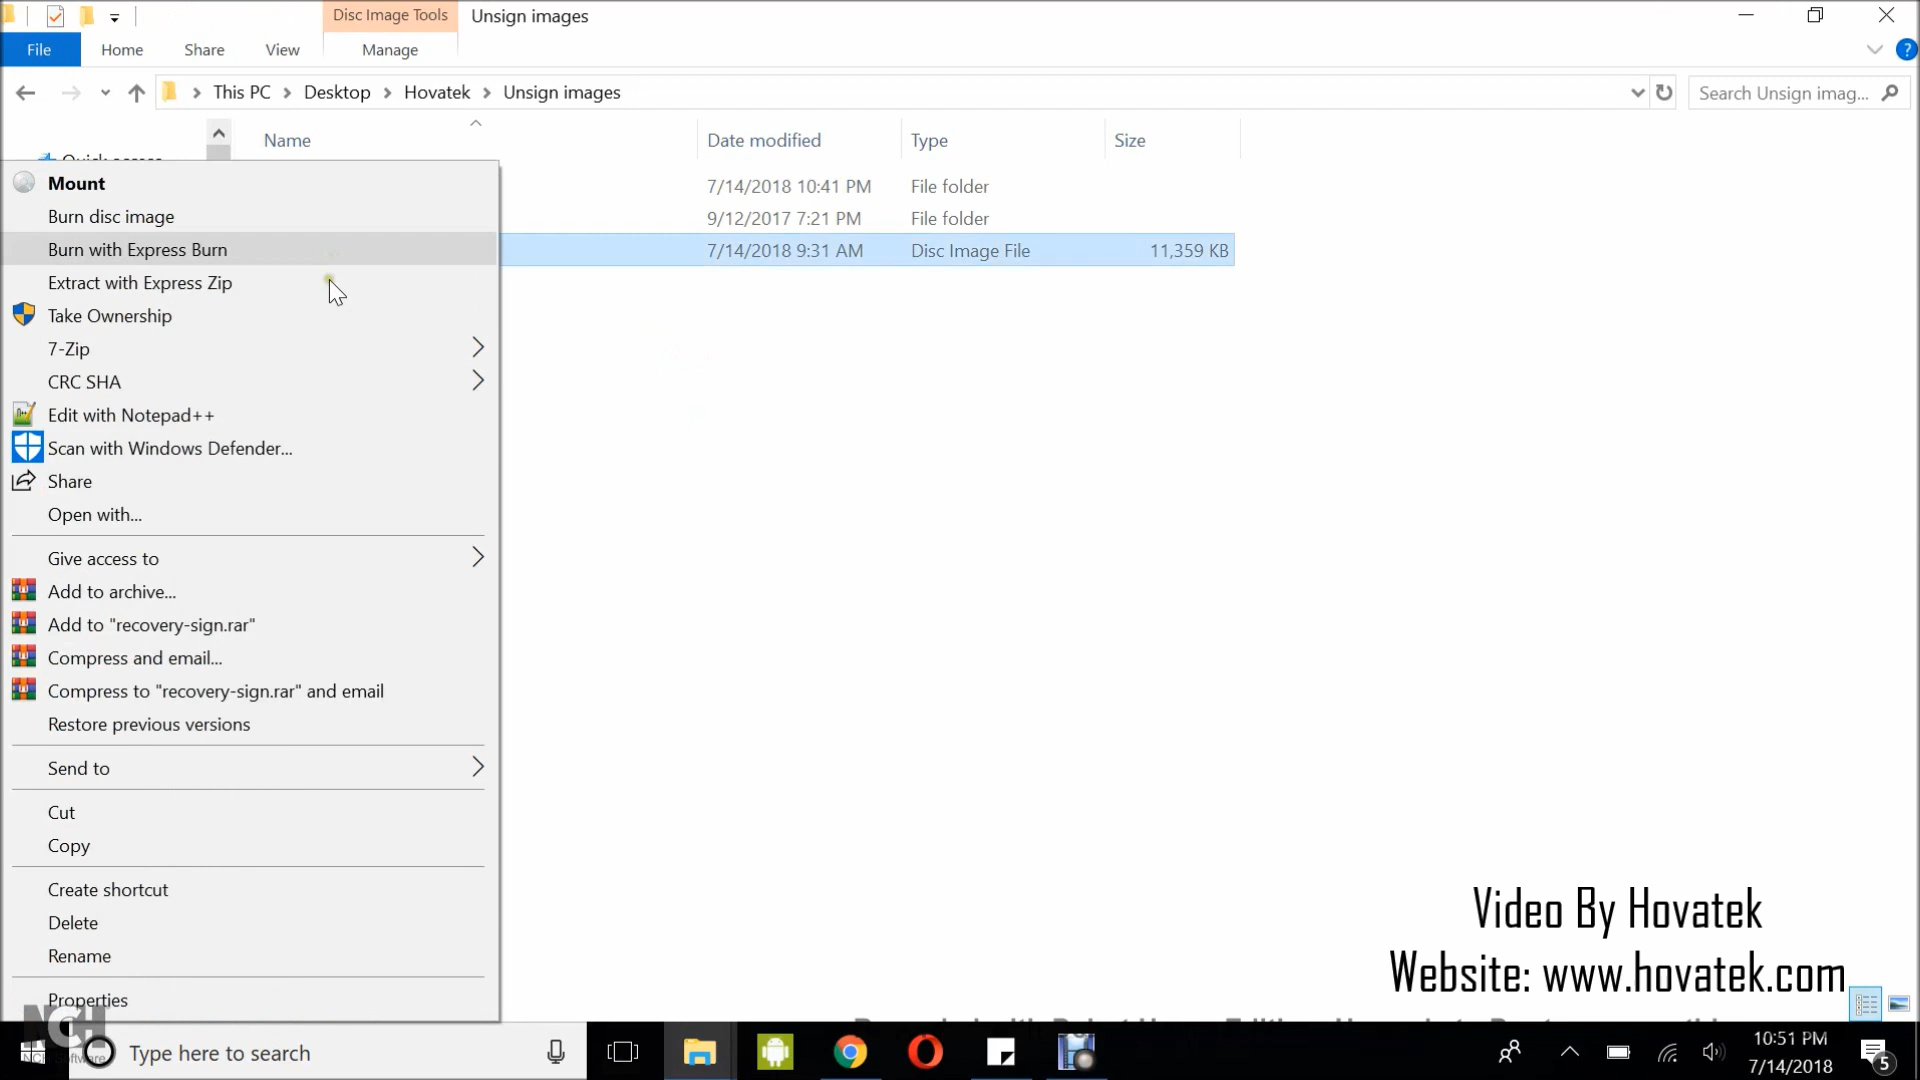 Disc Image Tools
Unsign images
File
Home
Share
View
Manage
This PC
Desktop
Hovatek
Unsign images
Search Unsign imag...
Name
Date modified
Type
Size
Quick access
7/14/2018 10:41 PM
File folder
9/12/2017 7:21 PM
File folder
7/14/2018 9:31 AM
Disc Image File
11,359 KB
Mount
Burn disc image
Burn with Express Burn
Extract with Express Zip
Take Ownership
7-Zip
CRC SHA
Edit with Notepad++
Scan with Windows Defender...
Share
Open with...
Give access to
Add to archive...
Add to "recovery-sign.rar"
Compress and email...
Compress to "recovery-sign.rar" and email
Restore previous versions
Send to
Cut
Copy
Create shortcut
Delete
Rename
Properties
Video By Hovatek
Website: www.hovatek.com
NCH
Software
Type here to search
10:51 PM
7/14/2018
5